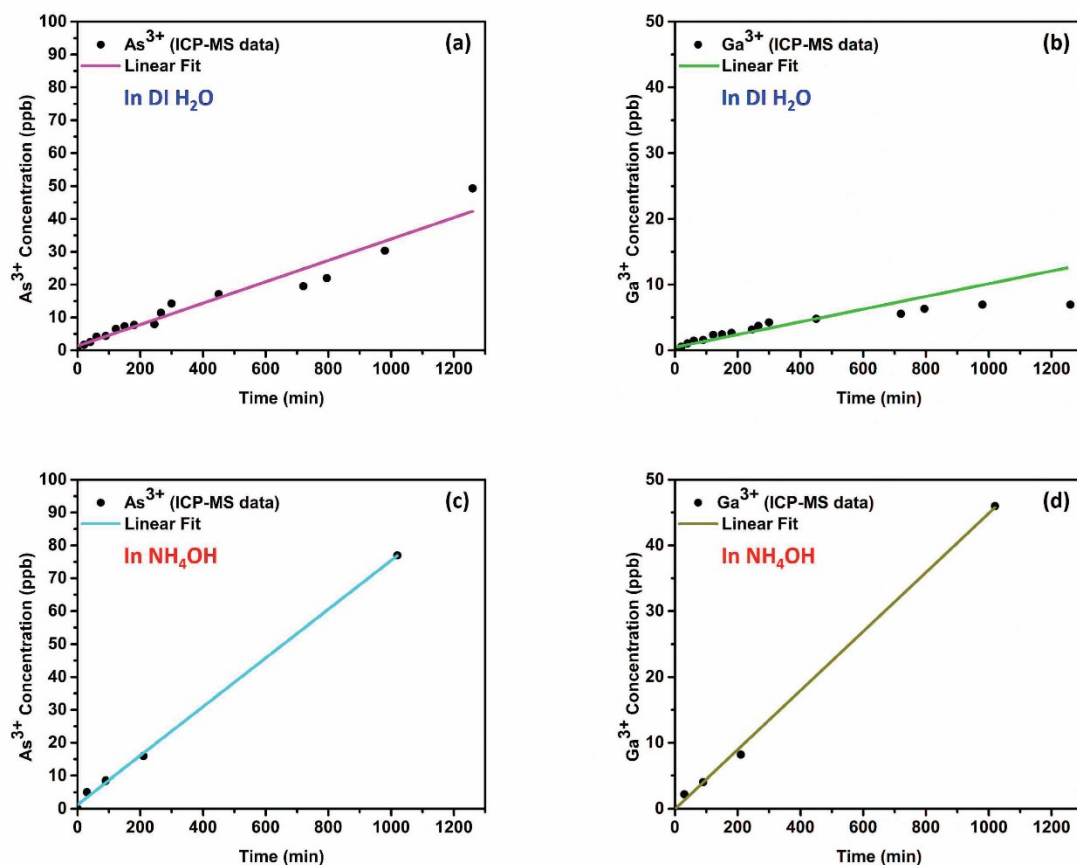 (a)
As3+ (ICP-MS data)
Linear Fit
In DI H2O
As3+ Concentration (ppb)
100
90
80
70
60
50
40
30
20
10
0
0 200 400 600 800 1000 1200
Time (min)
(b)
Ga3+ (ICP-MS data)
Linear Fit
In DI H2O
Ga3+ Concentration (ppb)
50
40
30
20
10
0
0 200 400 600 800 1000 1200
Time (min)
(c)
As3+ (ICP-MS data)
Linear Fit
In NH4OH
As3+ Concentration (ppb)
100
90
80
70
60
50
40
30
20
10
0
0 200 400 600 800 1000 1200
Time (min)
(d)
Ga3+ (ICP-MS data)
Linear Fit
In NH4OH
Ga3+ Concentration (ppb)
50
40
30
20
10
0
0 200 400 600 800 1000 1200
Time (min)